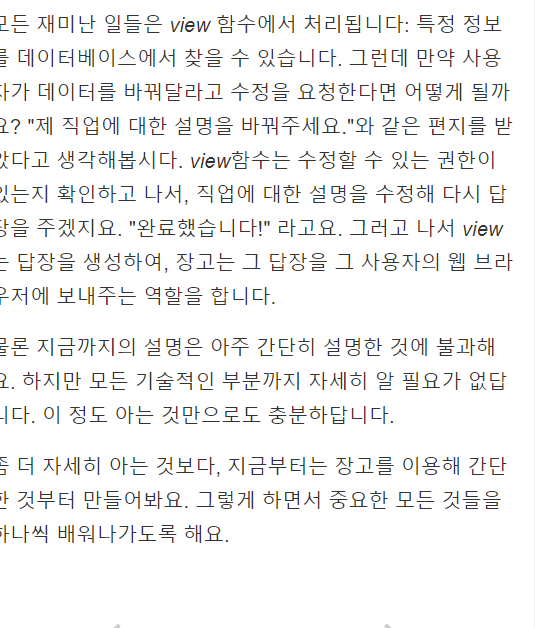 모든 재미난 일들은 view 함수에서 처리됩니다: 특정 정보
를 데이터베이스에서 찾을 수 있습니다. 그런데 만약 사용
자가 데이터를 바꿔달라고 수정을 요청한다면 어떻게 될까
요? "제 직업에 대한 설명을 바꿔주세요."와 같은 편지를 받
았다고 생각해봅시다. view함수는 수정할 수 있는 권한이
있는지 확인하고 나서, 직업에 대한 설명을 수정해 다시 답
장을 주겠지요. "완료했습니다!" 라고요. 그러고 나서 view
는 답장을 생성하여, 장고는 그 답장을 그 사용자의 웹 브라
우저에 보내주는 역할을 합니다.
물론 지금까지의 설명은 아주 간단히 설명한 것에 불과해
요. 하지만 모든 기술적인 부분까지 자세히 알 필요가 없답
니다. 이 정도 아는 것만으로도 충분하답니다.
좀 더 자세히 아는 것보다, 지금부터는 장고를 이용해 간단
한 것부터 만들어봐요. 그렇게 하면서 중요한 모든 것들을
하나씩 배워나가도록 해요.